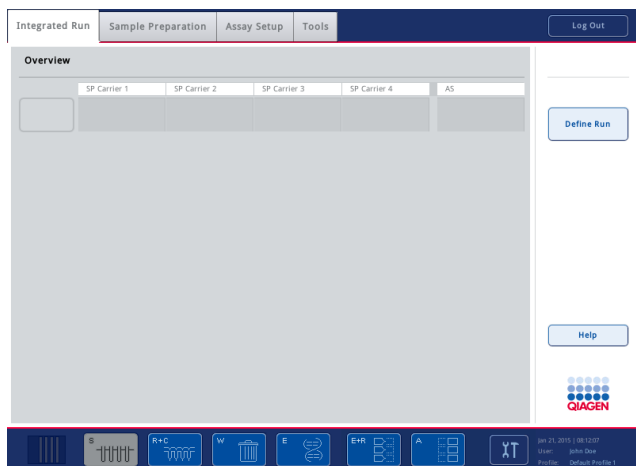 Integrated Run Sample Preparation Assay Setup Tools Log Out
Overview
SP Carrier 1 SP Carrier 2 SP Carrier 3 SP Carrier 4 AS
Define Run
Help
QIAGEN
S R+C W E E+R A
Jan 21, 2015 | 08:12:07
User: John Doe
Profile: Default Profile 1